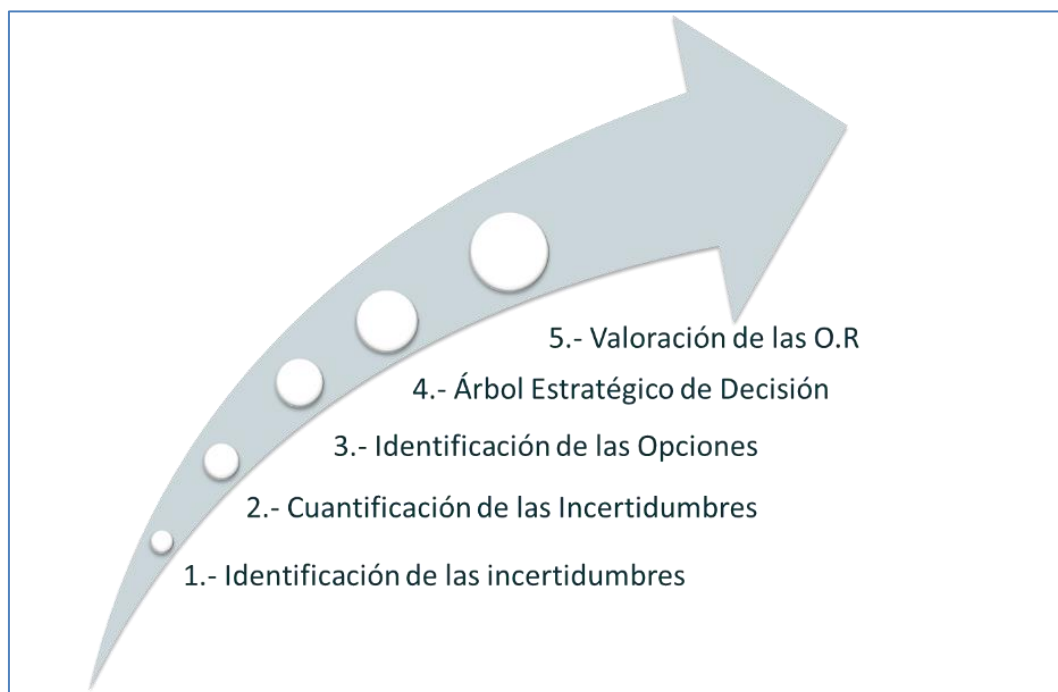 5.- Valoración de las O.R
4.- Árbol Estratégico de Decisión
3.- Identificación de las Opciones
2.- Cuantificación de las Incertidumbres
1.- Identificación de las incertidumbres